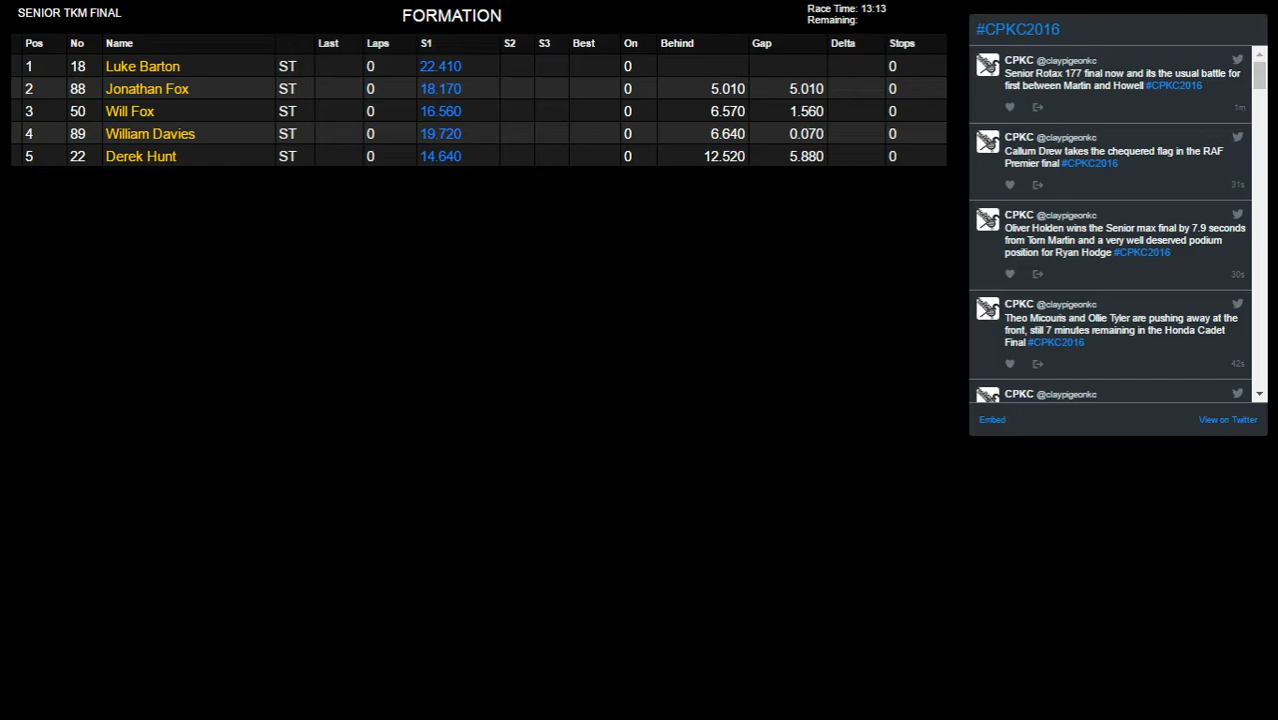 SENIOR TKM FINAL
FORMATION
Race Time: 13:13
Remaining:
Pos No Name Last Laps S1 S2 S3 Best On Behind Gap Delta Stops
1 18 Luke Barton ST 0 22.410 0 0
2 88 Jonathan Fox ST 0 18.170 0 5.010 5.010 0
3 50 Will Fox ST 0 16.560 0 6.570 1.560 0
4 89 William Davies ST 0 19.720 0 6.640 0.070 0
5 22 Derek Hunt ST 0 14.640 0 12.520 5.880 0
#CPKC2016
CPKC @claypigeonkc
Senior Rotax 177 final now and its the usual battle for
first between Martin and Howell #CPKC2016
1m
CPKC @claypigeonkc
Callum Drew takes the chequered flag in the RAF
Premier final #CPKC2016
31s
CPKC @claypigeonkc
Oliver Holden wins the Senior max final by 7.9 seconds
from Tom Martin and a very well deserved podium
position for Ryan Hodge #CPKC2016
30s
CPKC @claypigeonkc
Theo Micouris and Ollie Tyler are pushing away at the
front, still 7 minutes remaining in the Honda Cadet
Final #CPKC2016
42s
CPKC @claypigeonkc
Embed View on Twitter